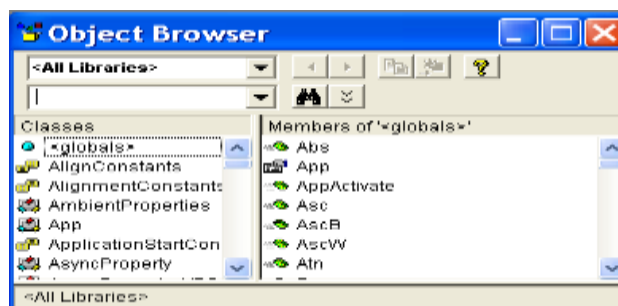 Object Browser
<All Libraries>
Classes
Members of '<globals>'
<globals>
Abs
AlignConstants
App
AlignmentConstants
AppActivate
AmbientProperties
Asc
App
AscB
ApplicationStartCon
AscW
AsyncProperty
Atn
<All Libraries>